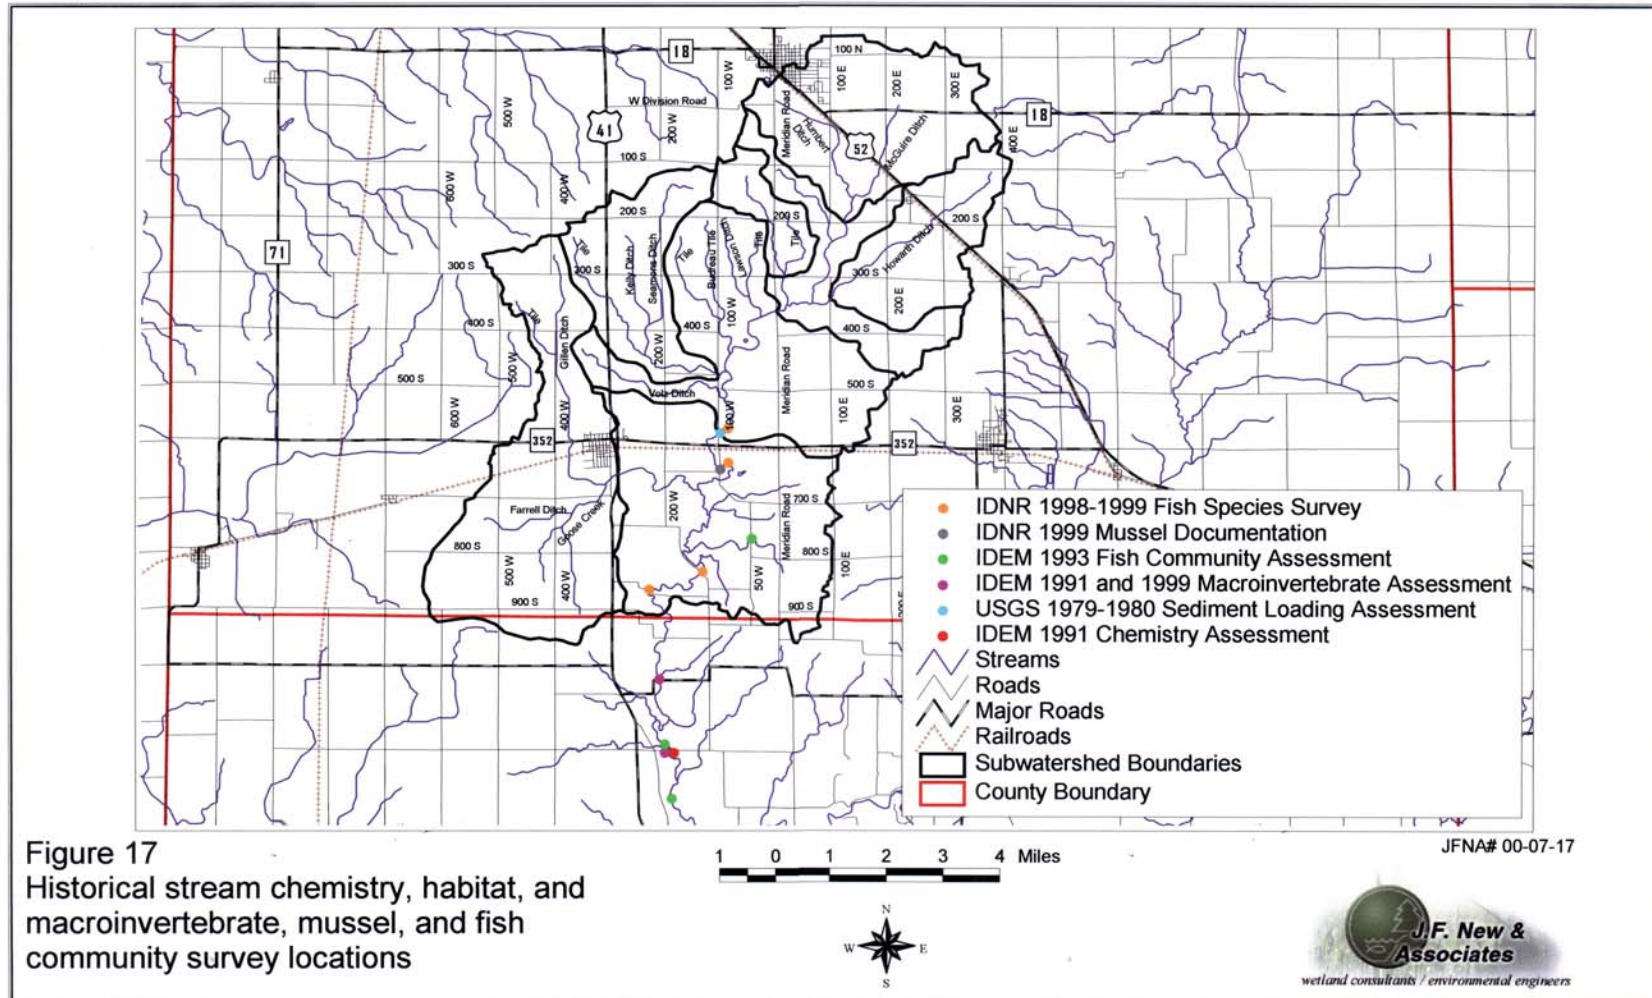 18
100 N
100 W
100 E
200 E
300 E
W Division Road
500 W
41
200 W
Meridian Road
Humbert Ditch
52
McGuire Ditch
18
400 E
100 S
600 W
400 W
200 S
200 S
200 S
71
300 S
Tile
300 S
Kelly Ditch
Seamons Ditch
Tile
Lawson Ditch
Tile
Tile
300 S
Howarth Ditch
200 E
Tile
400 S
Gillen Ditch
400 S
100 W
400 S
200 W
500 W
500 S
Meridian Road
500 S
600 W
400 W
100 W
100 E
300 E
352
352
Farrell Ditch
Goose Creek
200 W
700 S
Meridian Road
800 S
800 S
500 W
400 W
50 W
100 E
900 S
900 S
IDNR 1998-1999 Fish Species Survey
IDNR 1999 Mussel Documentation
IDEM 1993 Fish Community Assessment
IDEM 1991 and 1999 Macroinvertebrate Assessment
USGS 1979-1980 Sediment Loading Assessment
IDEM 1991 Chemistry Assessment
Streams
Roads
Major Roads
Railroads
Subwatershed Boundaries
County Boundary
JFNA# 00-07-17
Figure 17
Historical stream chemistry, habitat, and
macroinvertebrate, mussel, and fish
community survey locations
1 0 1 2 3 4 Miles
N
W E
S
J.F. New &
Associates
wetland consultants / environmental engineers